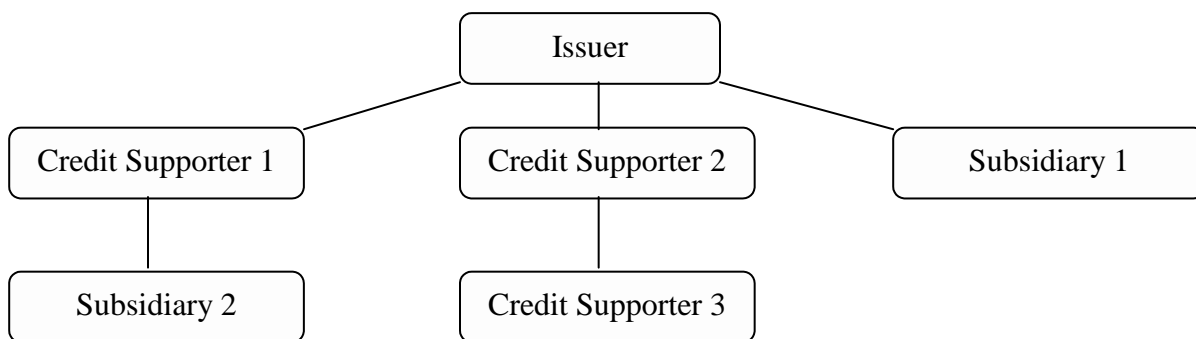 Issuer
Credit Supporter 1
Credit Supporter 2
Subsidiary 1
Subsidiary 2
Credit Supporter 3